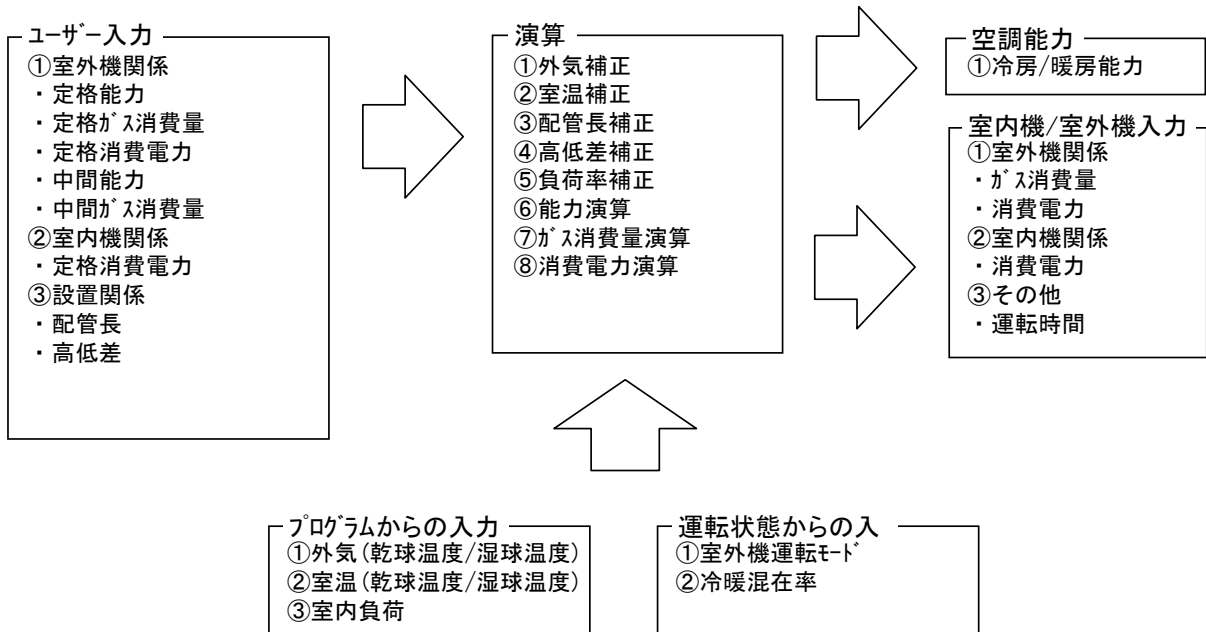 ﾕｰｻﾞｰ入力
①室外機関係
・定格能力
・定格ｶﾞｽ消費量
・定格消費電力
・中間能力
・中間ｶﾞｽ消費量
②室内機関係
・定格消費電力
③設置関係
・配管長
・高低差
演算
①外気補正
②室温補正
③配管長補正
④高低差補正
⑤負荷率補正
⑥能力演算
⑦ｶﾞｽ消費量演算
⑧消費電力演算
空調能力
①冷房/暖房能力
室内機/室外機入力
①室外機関係
・ｶﾞｽ消費量
・消費電力
②室内機関係
・消費電力
③その他
・運転時間
ﾌﾟﾛｸﾞﾗﾑからの入力
①外気(乾球温度/湿球温度)
②室温(乾球温度/湿球温度)
③室内負荷
運転状態からの入
①室外機運転ﾓｰﾄﾞ
②冷暖混在率